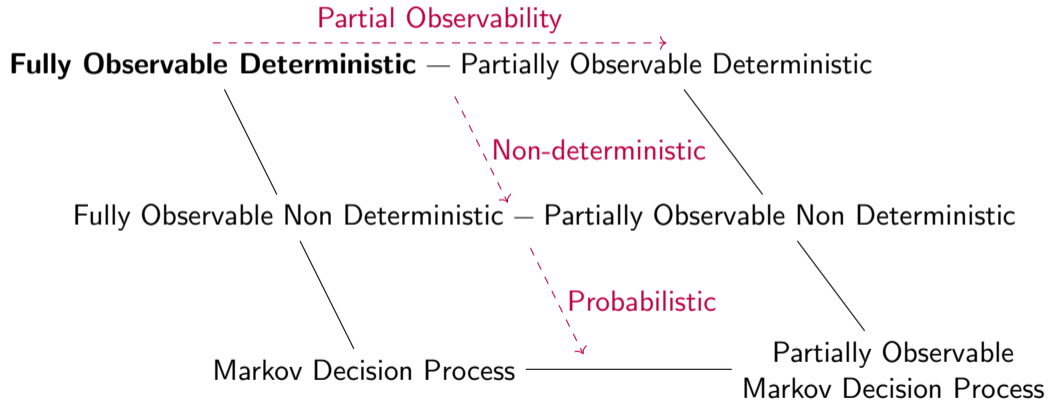 Partial Observability
Fully Observable Deterministic — Partially Observable Deterministic
Non-deterministic
Fully Observable Non Deterministic — Partially Observable Non Deterministic
Probabilistic
Markov Decision Process
Partially Observable
Markov Decision Process